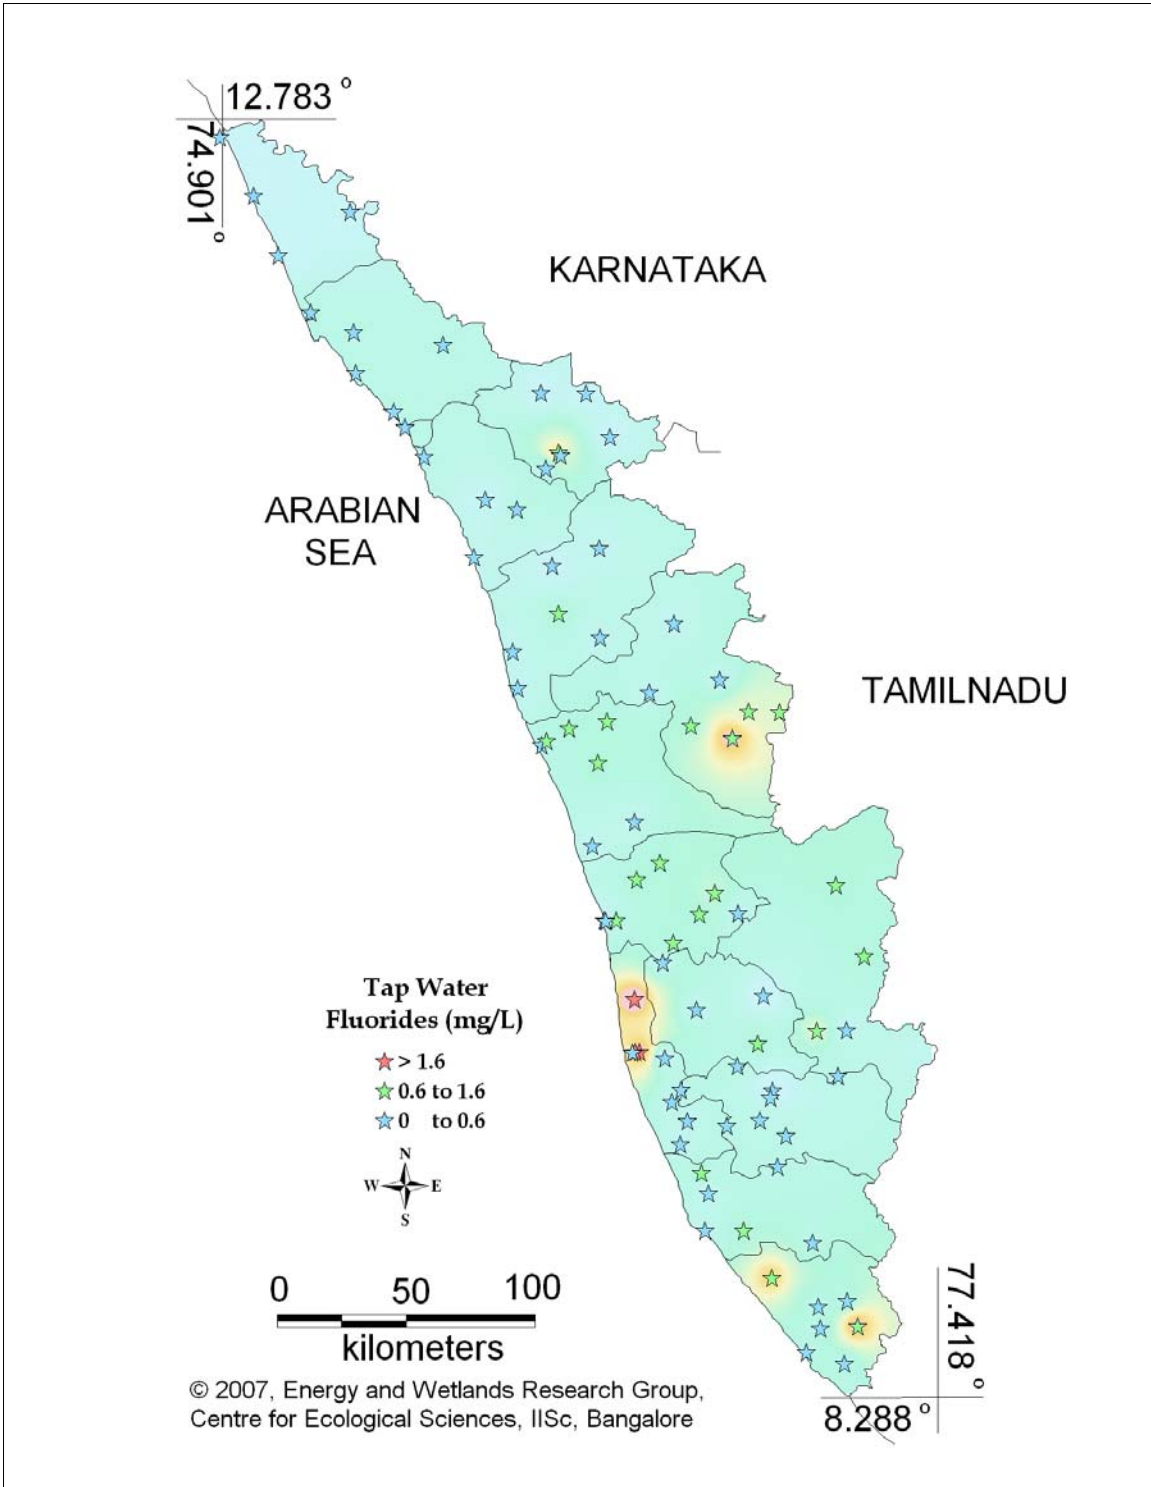 12.783 °
74.901 °
KARNATAKA
ARABIAN
SEA
TAMILNADU
Tap Water
Fluorides (mg/L)
> 1.6
0.6 to 1.6
0 to 0.6
N
W E
S
0 50 100
kilometers
77.418 °
8.288 °
© 2007, Energy and Wetlands Research Group,
Centre for Ecological Sciences, IISc, Bangalore